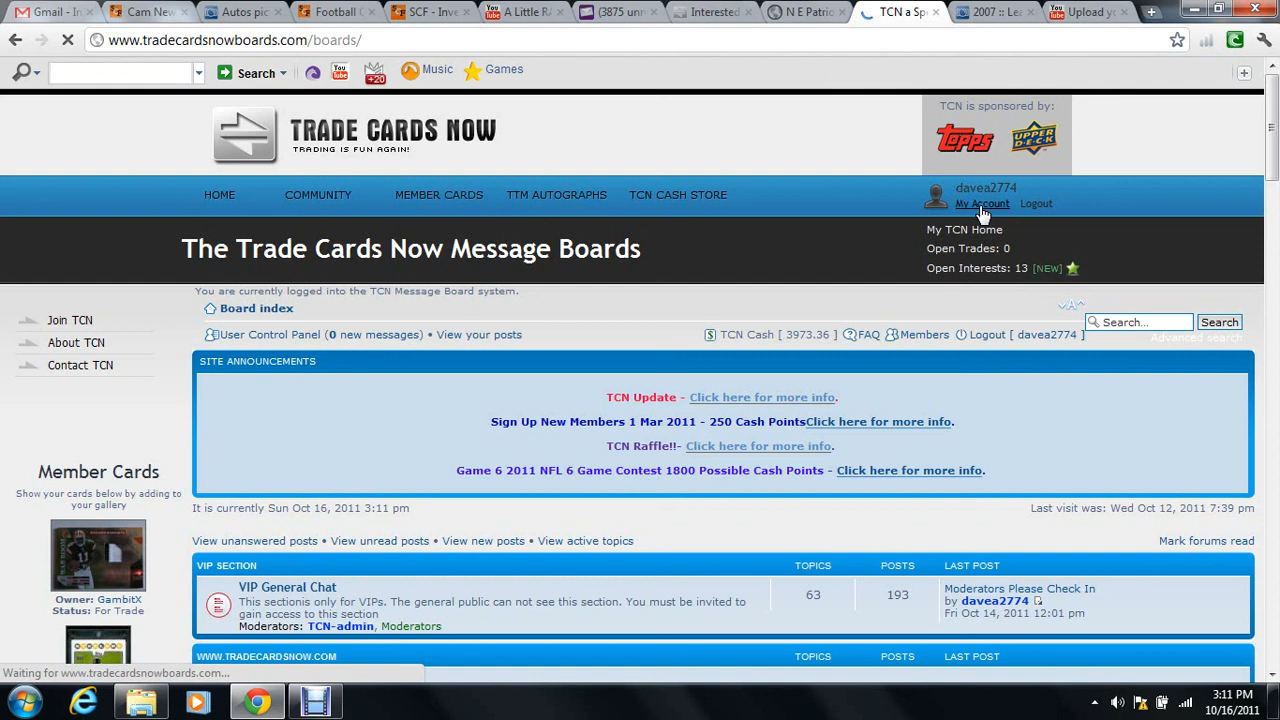 Gmail - I
Cam New
Autos pic
Football
SCF - Inve
A Little R
(3875 unr
Interested
N E Patrio
TCN a Sp
2007 :: Lea
Upload yo
www.tradecardsnowboards.com/boards/
Search
You Tube
+20
Music
Games
TRADE CARDS NOW
TRADING IS FUN AGAIN!
TCN is sponsored by:
Topps
UPPER DECK
HOME
COMMUNITY
MEMBER CARDS
TTM AUTOGRAPHS
TCN CASH STORE
davea2774
My Account Logout
The Trade Cards Now Message Boards
My TCN Home
Open Trades: 0
Open Interests: 13 [NEW]
You are currently logged into the TCN Message Board system.
Board index
Search...
Search
Advanced search
User Control Panel (0 new messages) • View your posts
TCN Cash [ 3973.36 ] FAQ Members Logout [ davea2774 ]
Join TCN
About TCN
Contact TCN
SITE ANNOUNCEMENTS
TCN Update - Click here for more info.
Sign Up New Members 1 Mar 2011 - 250 Cash PointsClick here for more info.
TCN Raffle!!- Click here for more info.
Game 6 2011 NFL 6 Game Contest 1800 Possible Cash Points - Click here for more info.
Member Cards
Show your cards below by adding to
your gallery
Owner: GambitX
Status: For Trade
It is currently Sun Oct 16, 2011 3:11 pm
Last visit was: Wed Oct 12, 2011 7:39 pm
View unanswered posts • View unread posts • View new posts • View active topics
Mark forums read
VIP SECTION TOPICS POSTS LAST POST
VIP General Chat
This sectionis only for VIPs. The general public can not see this section. You must be invited to
gain access to this section
Moderators: TCN-admin, Moderators
63
193
Moderators Please Check In
by davea2774
Fri Oct 14, 2011 12:01 pm
WWW.TRADECARDSNOW.COM TOPICS POSTS LAST POST
Waiting for www.tradecardsnowboards.com...
3:11 PM
10/16/2011